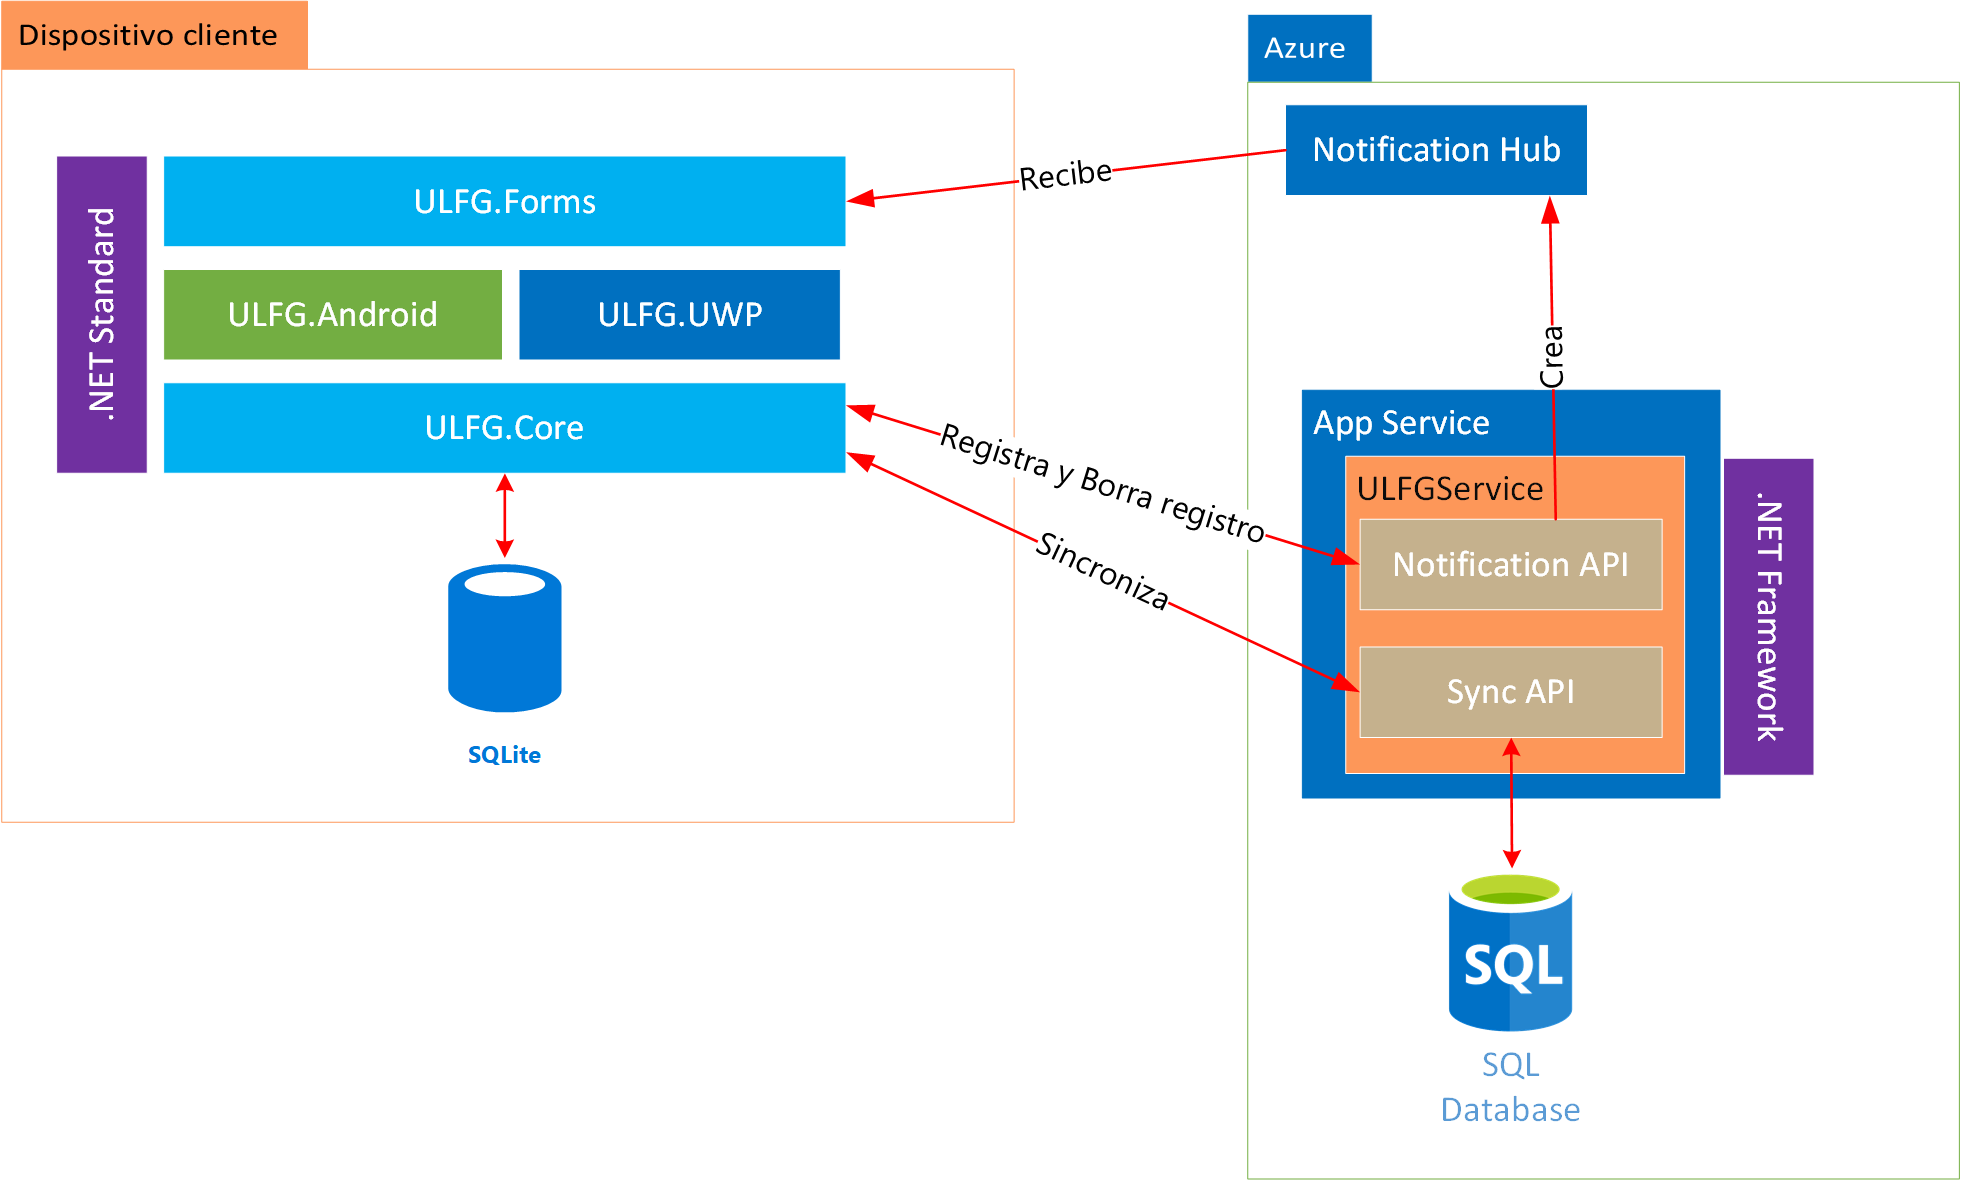 Dispositivo cliente
.NET Standard
ULFG.Forms
ULFG.Android
ULFG.UWP
ULFG.Core
SQLite
Recibe
Registra y Borra registro
Sincroniza
Azure
Notification Hub
Crea
App Service
ULFGService
Notification API
Sync API
.NET Framework
SQL
SQL
Database